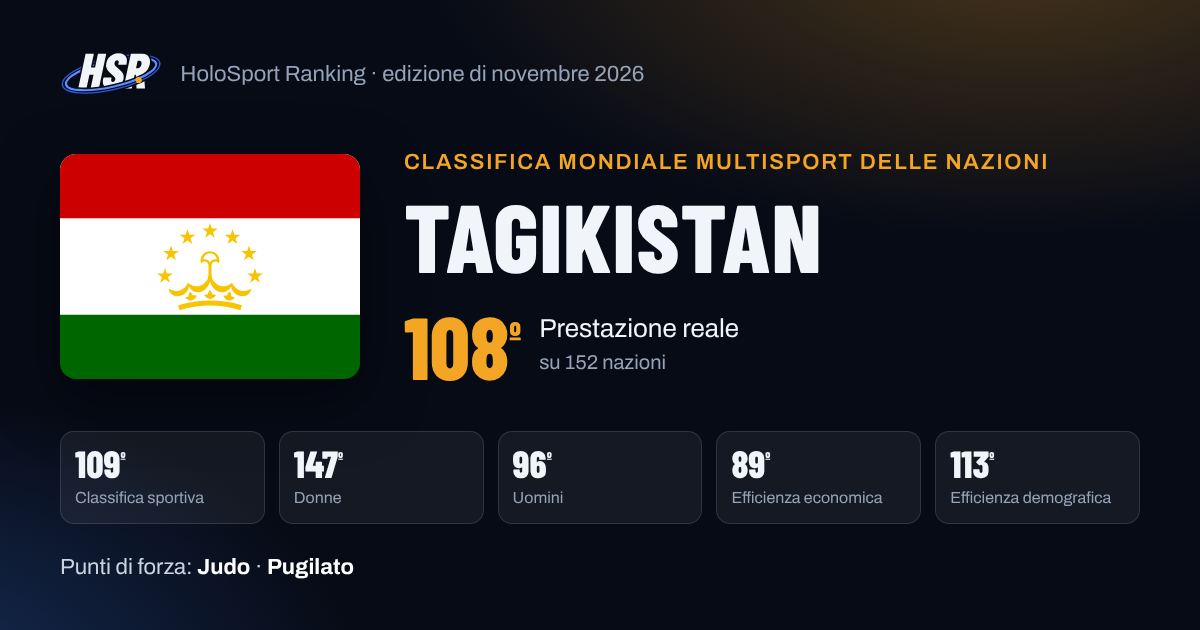 HSR
HoloSport Ranking · edizione di novembre 2026
CLASSIFICA MONDIALE MULTISPORT DELLE NAZIONI
TAGIKISTAN
108º Prestazione reale
su 152 nazioni
109º
Classifica sportiva
147º
Donne
96º
Uomini
89º
Efficienza economica
113º
Efficienza demografica
Punti di forza: Judo · Pugilato